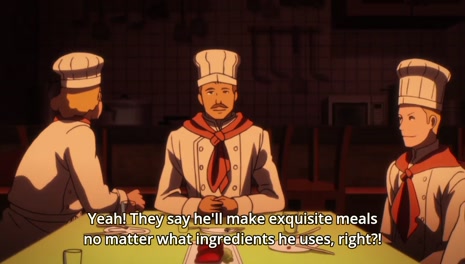 Yeah! They say he'll make exquisite meals
no matter what ingredients he uses, right?!